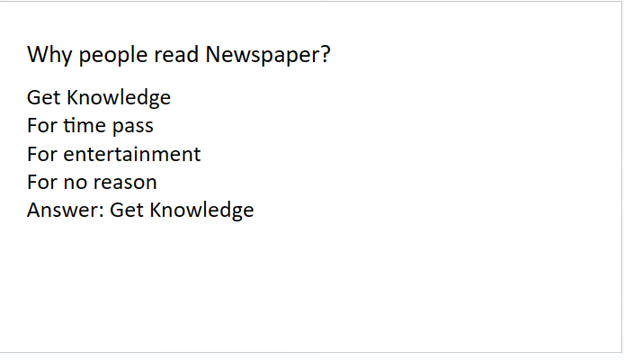 Why people read Newspaper?
Get Knowledge
For time pass
For entertainment
For no reason
Answer: Get Knowledge